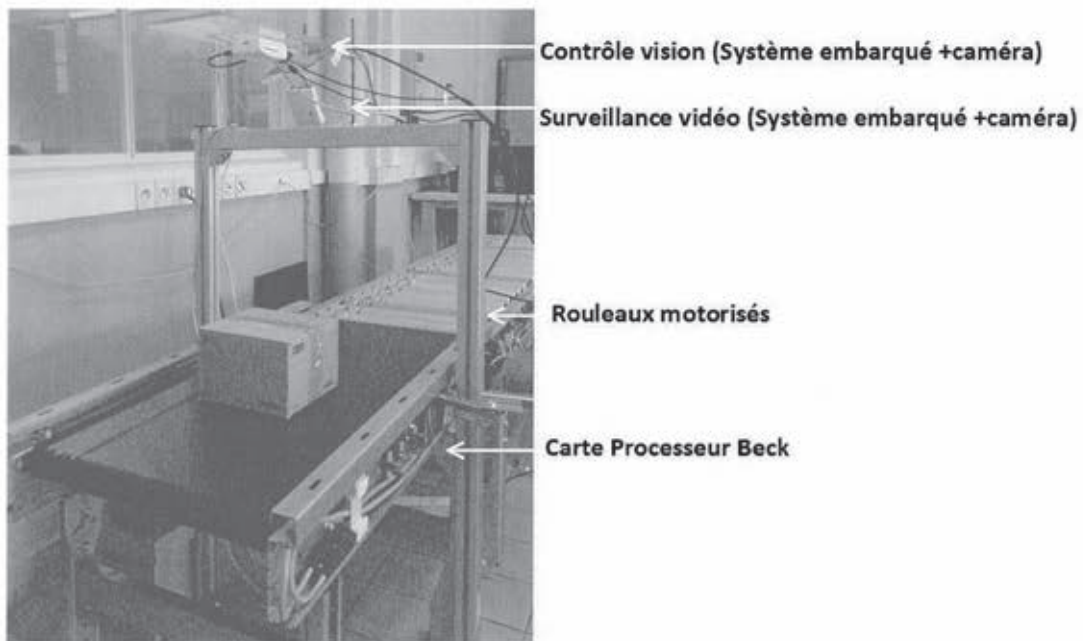 Contrôle vision (Système embarqué +caméra)
Surveillance vidéo (Système embarqué +caméra)
Rouleaux motorisés
Carte Processeur Beck